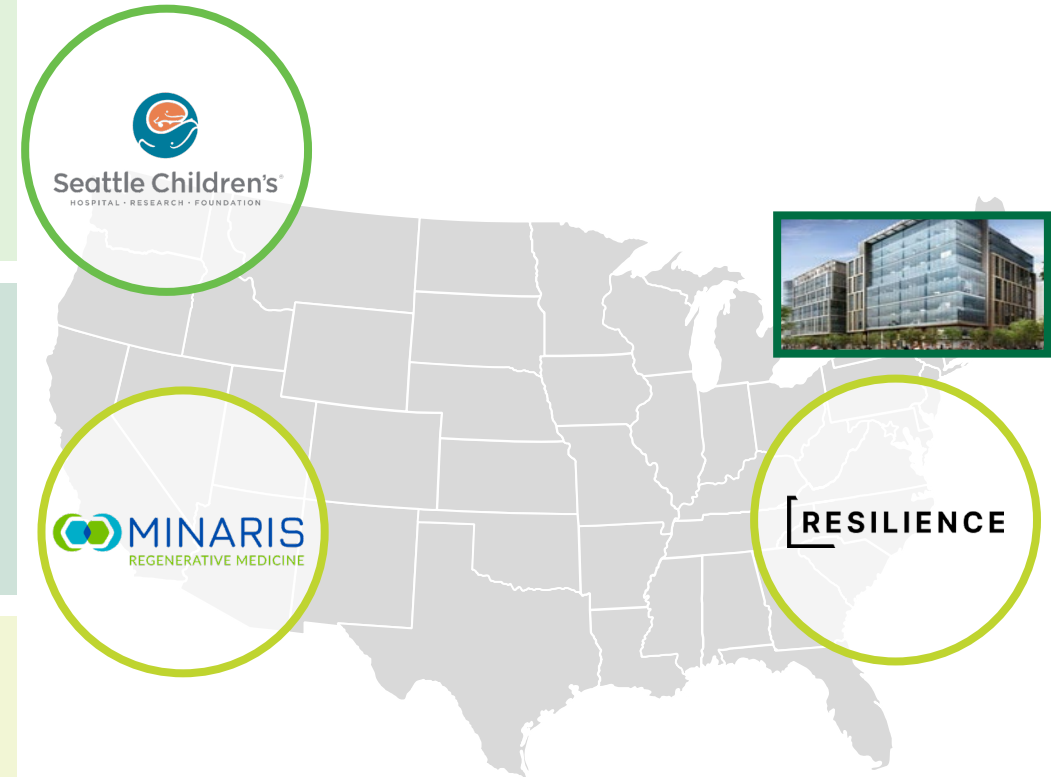 Seattle Children's®
HOSPITAL • RESEARCH • FOUNDATION
MINARIS
REGENERATIVE MEDICINE
RESILIENCE